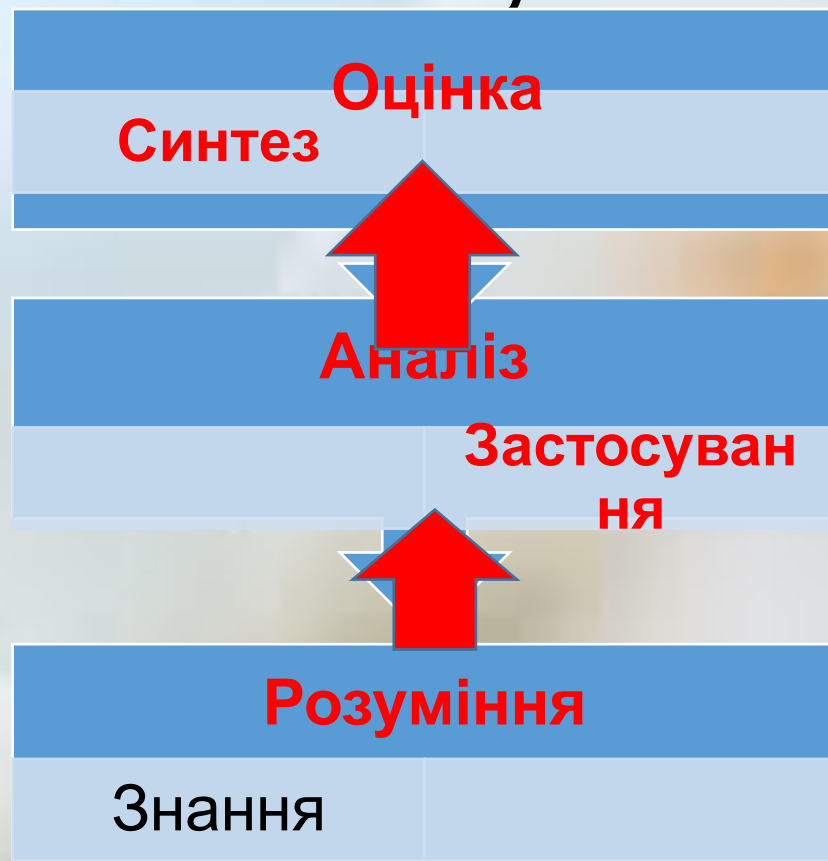 Оцінка
Синтез
Аналіз
Застосуван
ня
Розуміння
Знання